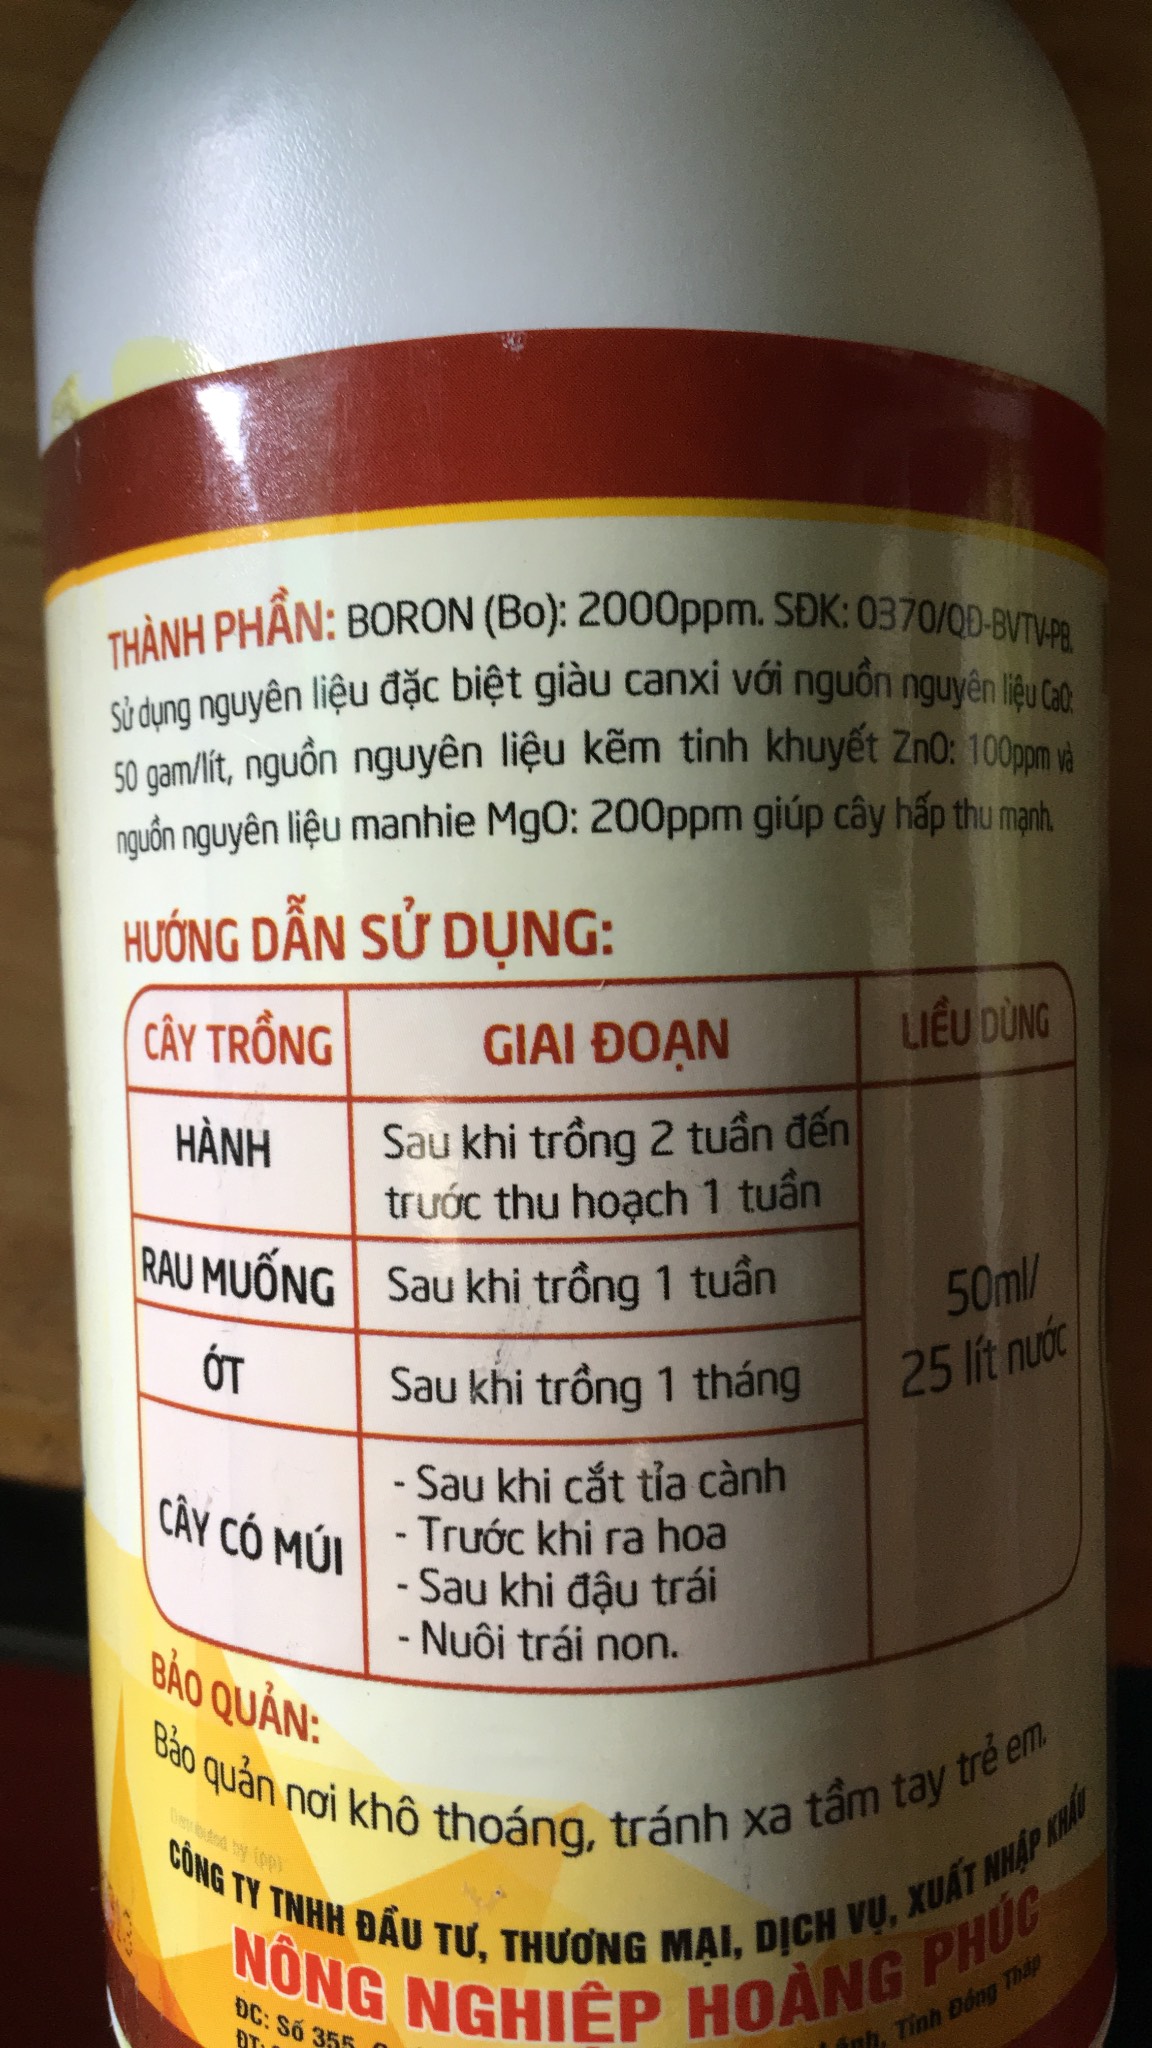 THÀNH PHẦN: BORON (Bo): 2000ppm. SĐK: 0370/QĐ-BVTV-PB.
Sử dụng nguyên liệu đặc biệt giàu canxi với nguồn nguyên liệu CaO:
50 gam/lít, nguồn nguyên liệu kẽm tinh khuyết ZnO: 100ppm và
nguồn nguyên liệu manhie MgO: 200ppm giúp cây hấp thu mạnh.
HƯỚNG DẪN SỬ DỤNG:
CÂY TRỒNG GIAI ĐOẠN LIỀU DÙNG
HÀNH Sau khi trồng 2 tuần đến
trước thu hoạch 1 tuần
RAU MUỐNG Sau khi trồng 1 tuần
ỚT Sau khi trồng 1 tháng
50ml/
25 lít nước
CÂY CÓ MÚI
- Sau khi cắt tỉa cành
- Trước khi ra hoa
- Sau khi đậu trái
- Nuôi trái non.
BẢO QUẢN:
Bảo quản nơi khô thoáng, tránh xa tầm tay trẻ em.
Distributed by (pp)
CÔNG TY TNHH ĐẦU TƯ, THƯƠNG MẠI, DỊCH VỤ, XUẤT NHẬP KHẨU
NÔNG NGHIỆP HOÀNG PHÚC
ĐC: Số 355, Tỉnh Đồng Tháp
ĐT: